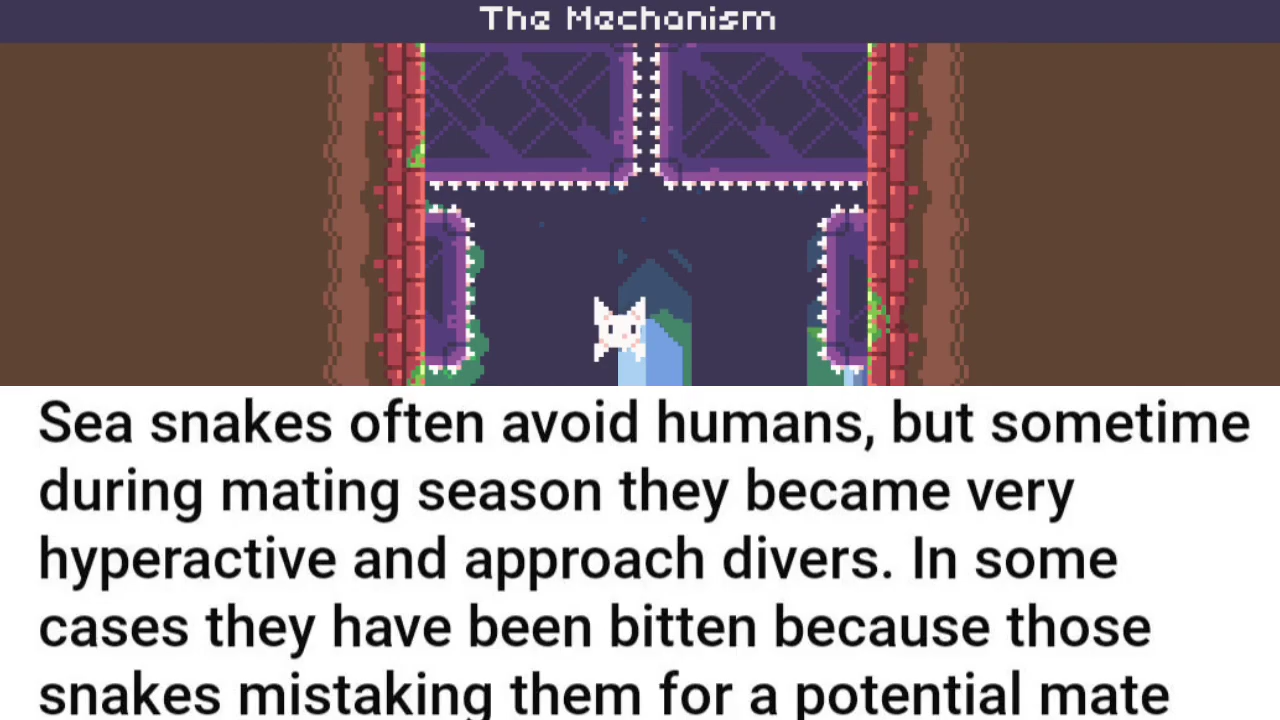 The Mechanism
Sea snakes often avoid humans, but sometime
during mating season they became very
hyperactive and approach divers. In some
cases they have been bitten because those
snakes mistaking them for a potential mate